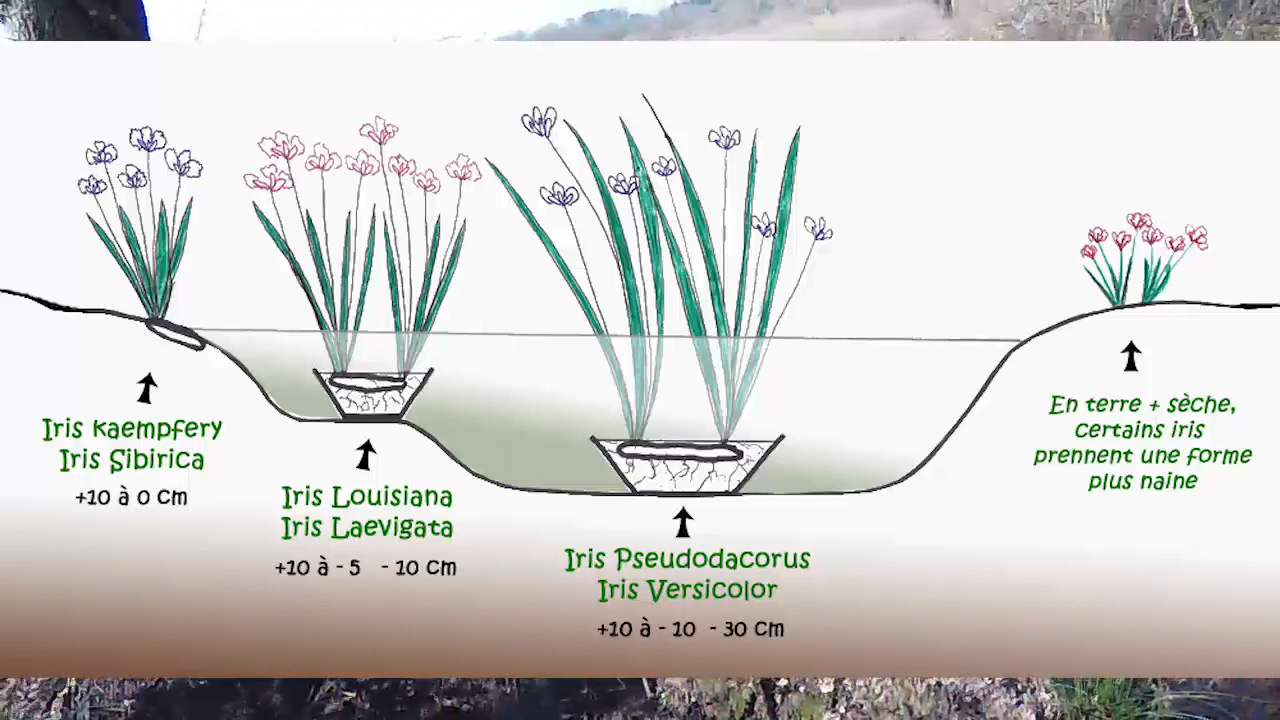 Iris kaempfery
Iris Sibirica
+10 à 0 Cm
Iris Louisiana
Iris Laevigata
+10 à - 5 - 10 Cm
Iris Pseudodacorus
Iris Versicolor
+10 à - 10 - 30 Cm
En terre + sèche,
certains iris
prennent une forme
plus naine